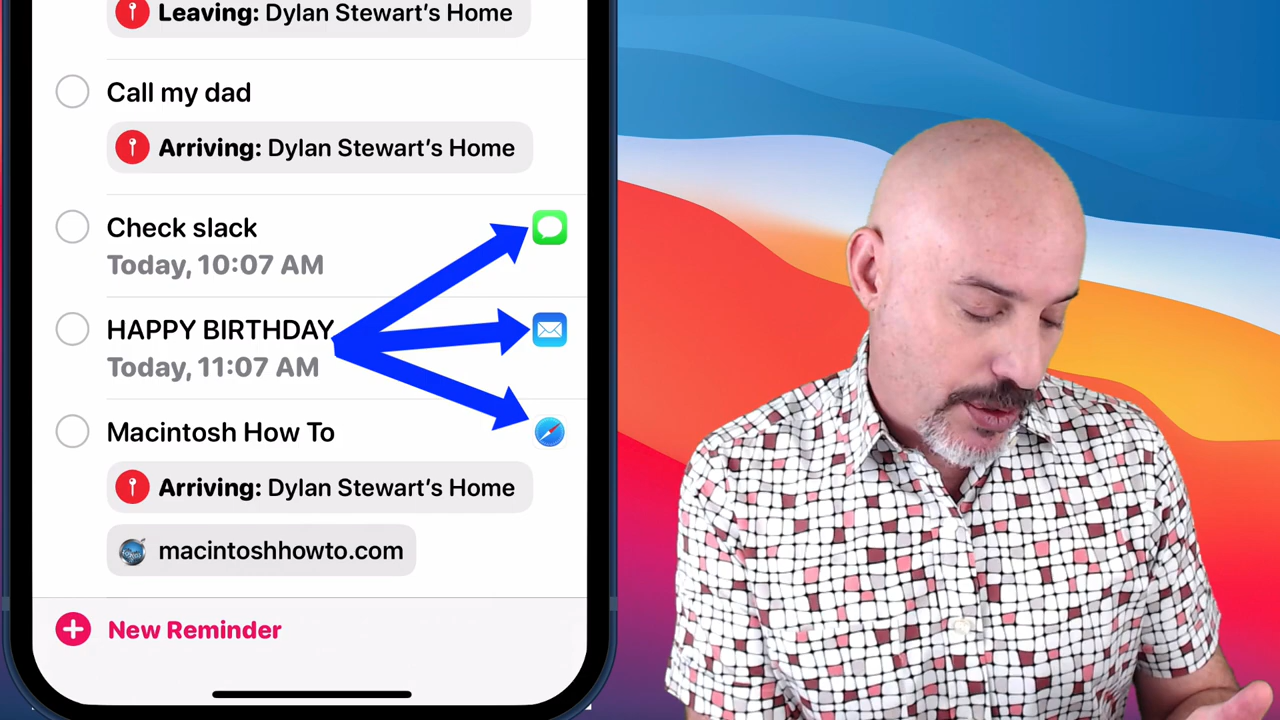 Leaving: Dylan Stewart's Home
Call my dad
Arriving: Dylan Stewart's Home
Check slack
Today, 10:07 AM
HAPPY BIRTHDAY
Today, 11:07 AM
Macintosh How To
Arriving: Dylan Stewart's Home
macintoshhowto.com
New Reminder